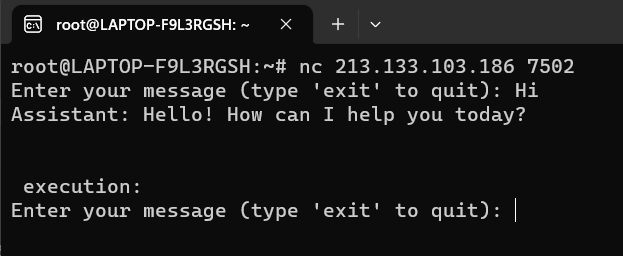 root@LAPTOP-F9L3RGSH: ~
root@LAPTOP-F9L3RGSH:~# nc 213.133.103.186 7502
Enter your message (type 'exit' to quit): Hi
Assistant: Hello! How can I help you today?
execution:
Enter your message (type 'exit' to quit):